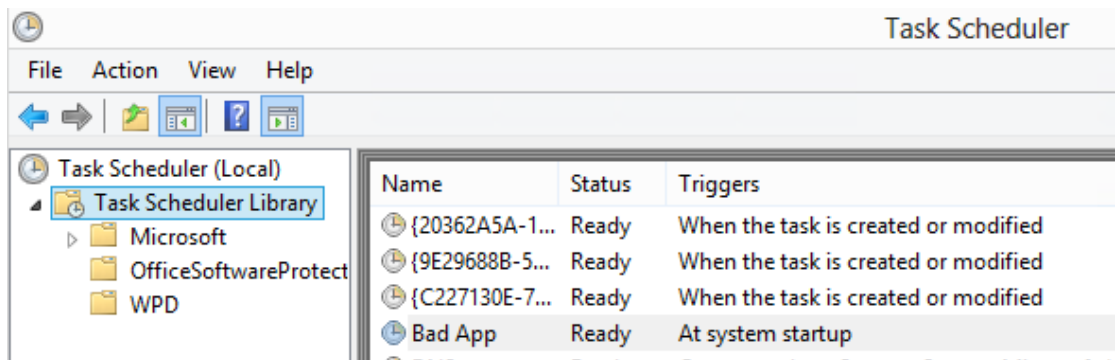 Task Scheduler
File Action View Help
Task Scheduler (Local)
Task Scheduler Library
Microsoft
OfficeSoftwareProtect
WPD
Name Status Triggers
{20362A5A-1... Ready When the task is created or modified
{9E29688B-5... Ready When the task is created or modified
{C227130E-7... Ready When the task is created or modified
Bad App Ready At system startup